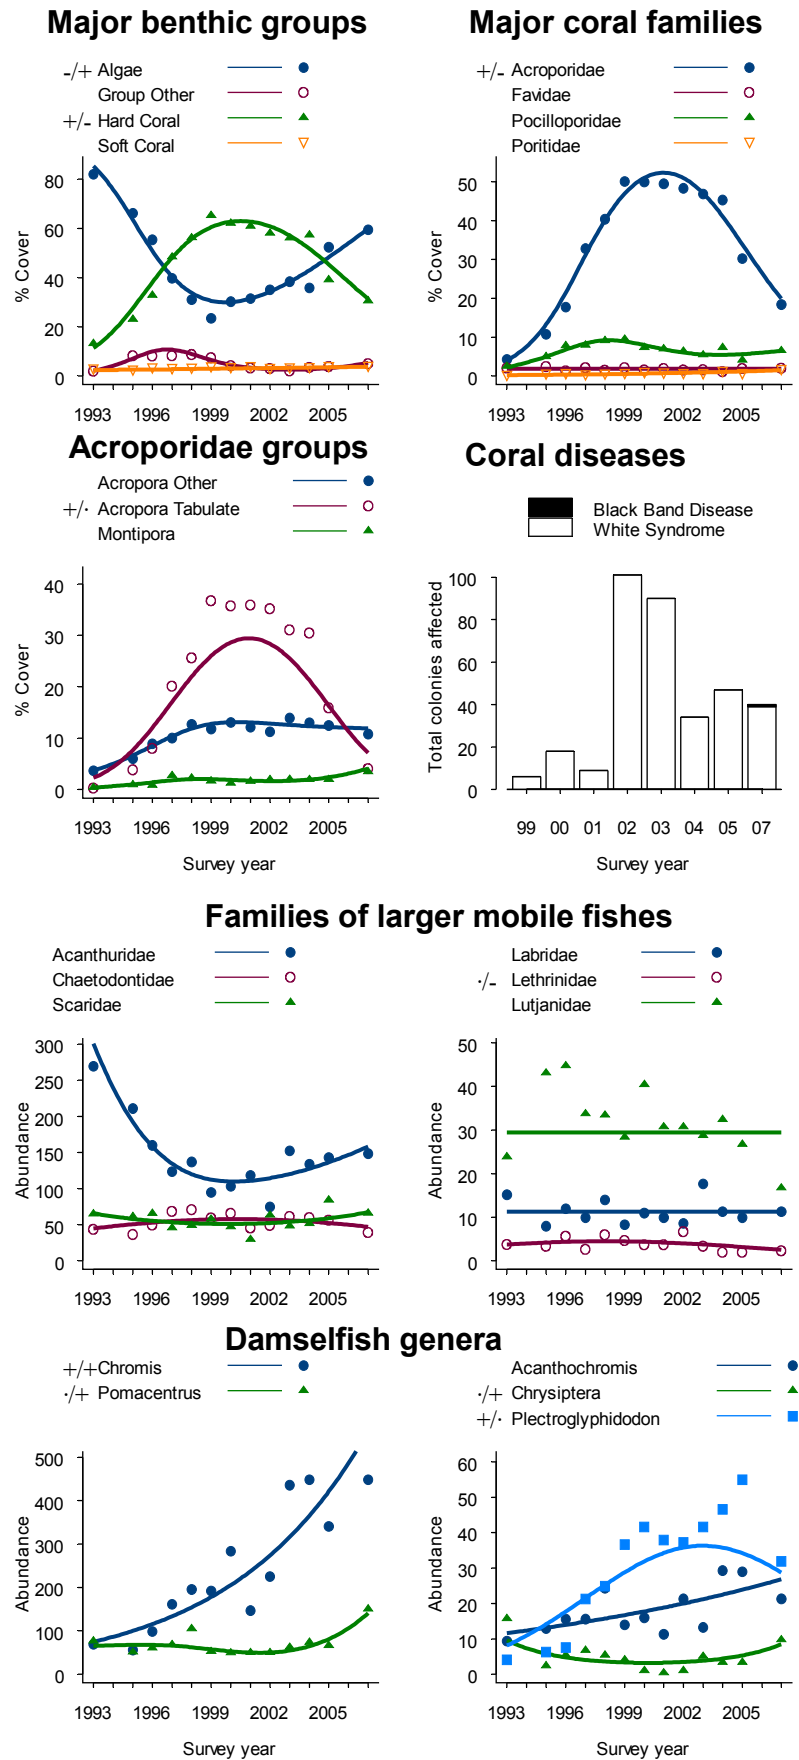 Major benthic groups
-/+ Algae
Group Other
+/- Hard Coral
Soft Coral
80
60
40
20
0
% Cover
1993 1996 1999 2002 2005
Major coral families
+/- Acroporidae
Favidae
Pocilloporidae
Poritidae
50
40
30
20
10
0
% Cover
1993 1996 1999 2002 2005
Acroporidae groups
Acropora Other
+/· Acropora Tabulate
Montipora
40
30
20
10
0
% Cover
1993 1996 1999 2002 2005
Survey year
Coral diseases
Black Band Disease
White Syndrome
100
80
60
40
20
0
Total colonies affected
99 00 01 02 03 04 05 07
Survey year
Families of larger mobile fishes
Acanthuridae
Chaetodontidae
Scaridae
300
250
200
150
100
50
0
Abundance
1993 1996 1999 2002 2005
Labridae
·/- Lethrinidae
Lutjanidae
50
40
30
20
10
0
Abundance
1993 1996 1999 2002 2005
Damselfish genera
+/+ Chromis
·/+ Pomacentrus
500
400
300
200
100
0
Abundance
1993 1996 1999 2002 2005
Survey year
Acanthochromis
·/+ Chrysiptera
+/· Plectroglyphidodon
60
50
40
30
20
10
0
Abundance
1993 1996 1999 2002 2005
Survey year